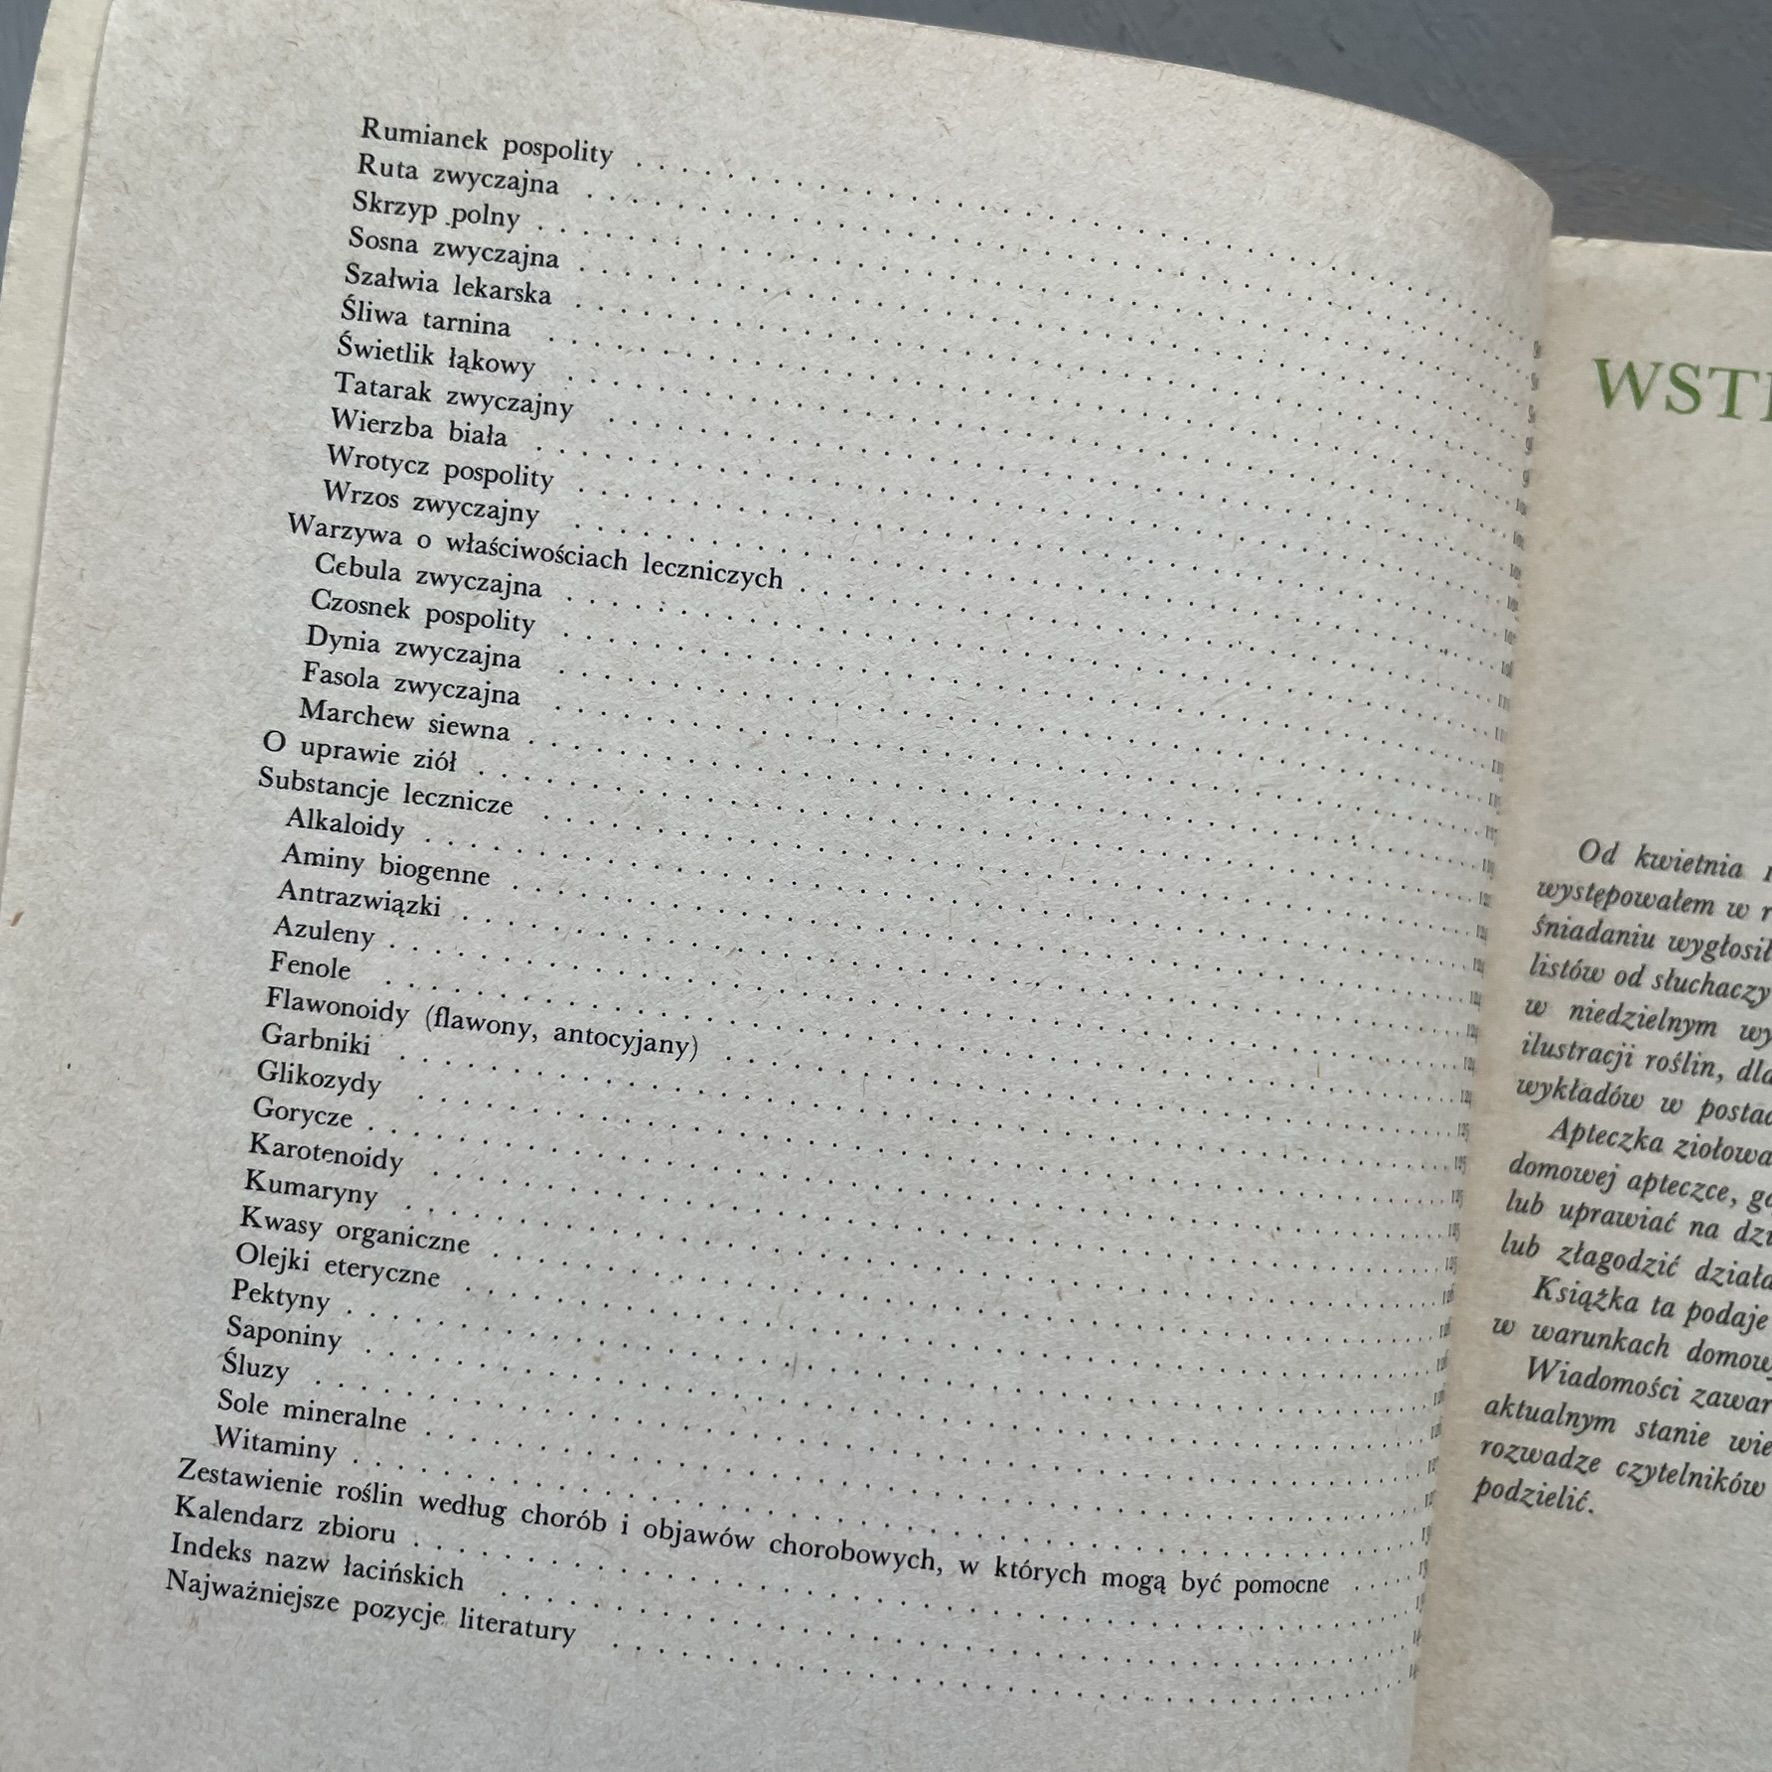 Rumianek pospolity
Ruta zwyczajna
Skrzyp polny
Sosna zwyczajna
Szałwia lekarska
Śliwa tarnina
Świetlik łąkowy
Tatarak zwyczajny
Wierzba biała
Wrotycz pospolity
Wrzos zwyczajny
Warzywa o właściwościach leczniczych
Cebula zwyczajna
Czosnek pospolity
Dynia zwyczajna
Fasola zwyczajna
Marchew siewna
O uprawie ziół
Substancje lecznicze
Alkaloidy
Aminy biogenne
Antrazwiązki
Azuleny
Fenole
Flawonoidy (flawony, antocyjany)
Garbniki
Glikozydy
Gorycze
Karotenoidy
Kumaryny
Kwasy organiczne
Olejki eteryczne
Pektyny
Saponiny
Śluzy
Sole mineralne
Witaminy
Zestawienie roślin według chorób i objawów chorobowych, w których mogą być pomocne
Kalendarz zbioru
Indeks nazw łacińskich
Najważniejsze pozycje literatury
Od kwietnia
występowałem w
śniadaniu
listów od słuchaczy
w niedzielnym
ilustracji roślin,
wykładów w
Apteczka
domowej apteczce,
lub uprawiać na
lub złagodzić
Książka ta podaje
w warunkach
Wiadomości
aktualnym stanie
rozwadze czytelników
podzielić.